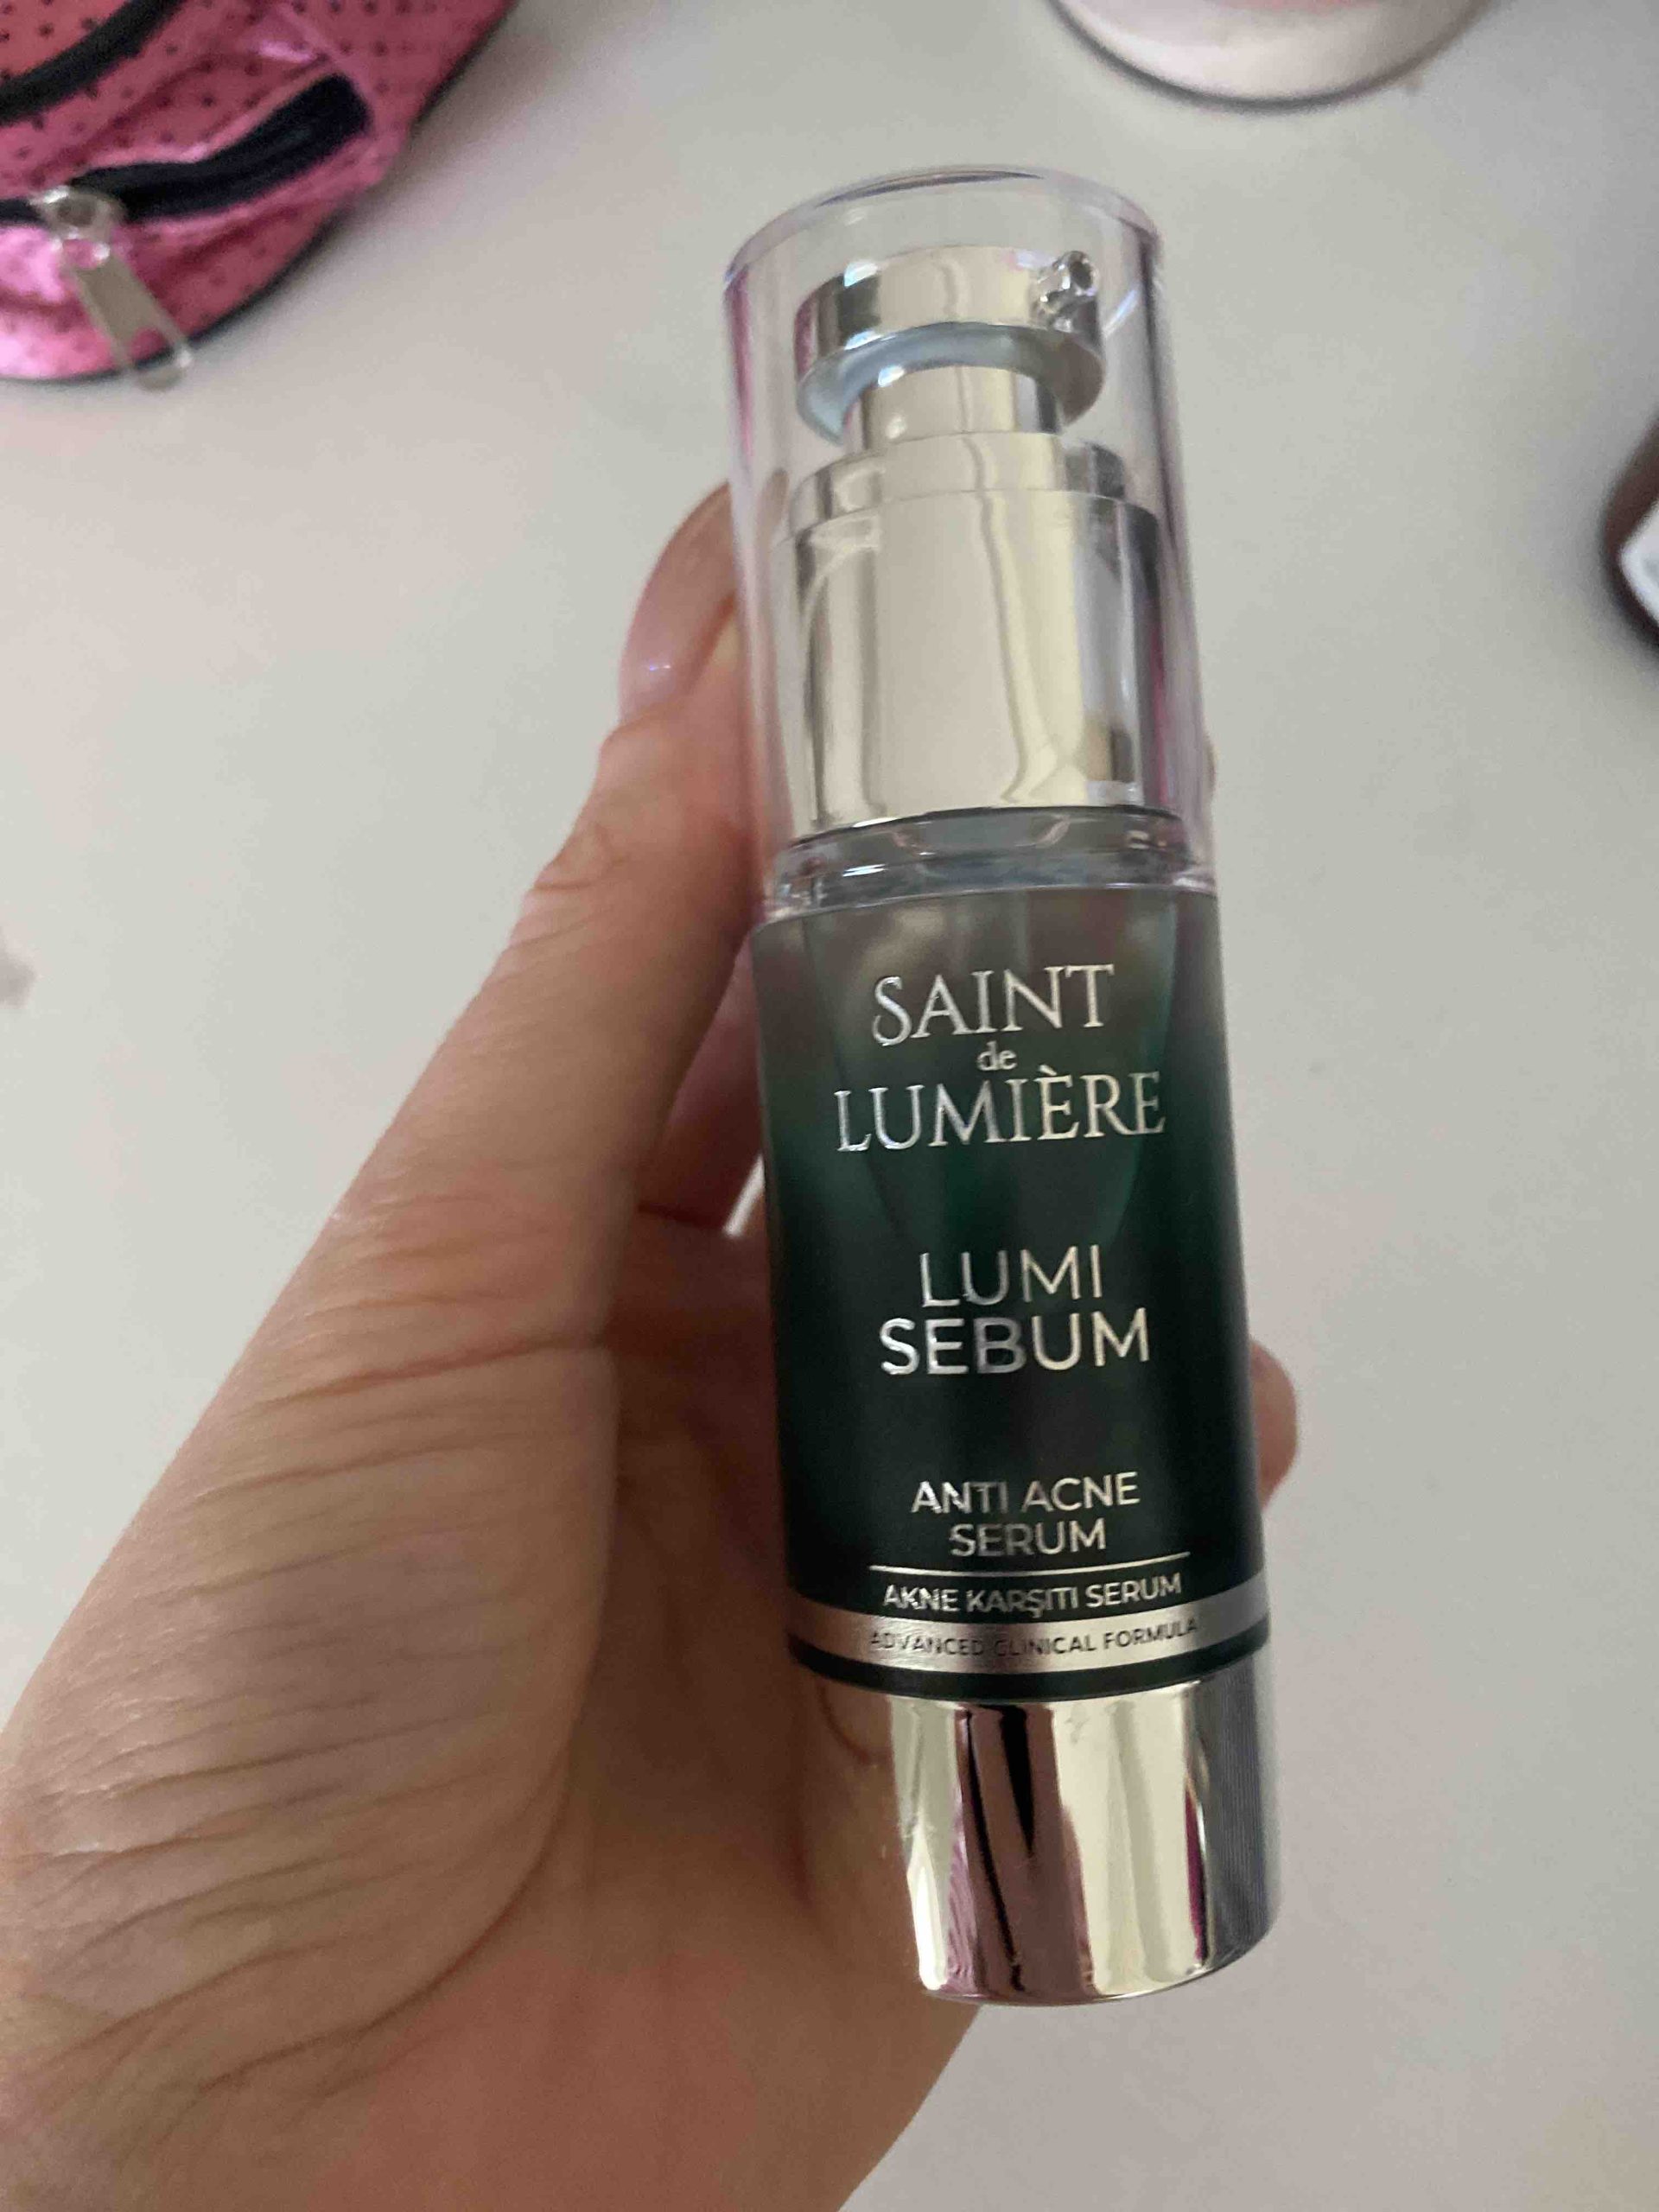 SAINT
de
LUMIÈRE
LUMI
SEBUM
ANTI ACNE
SERUM
AKNE KARŞITI SERUM
ADVANCED CLINICAL FORMULA